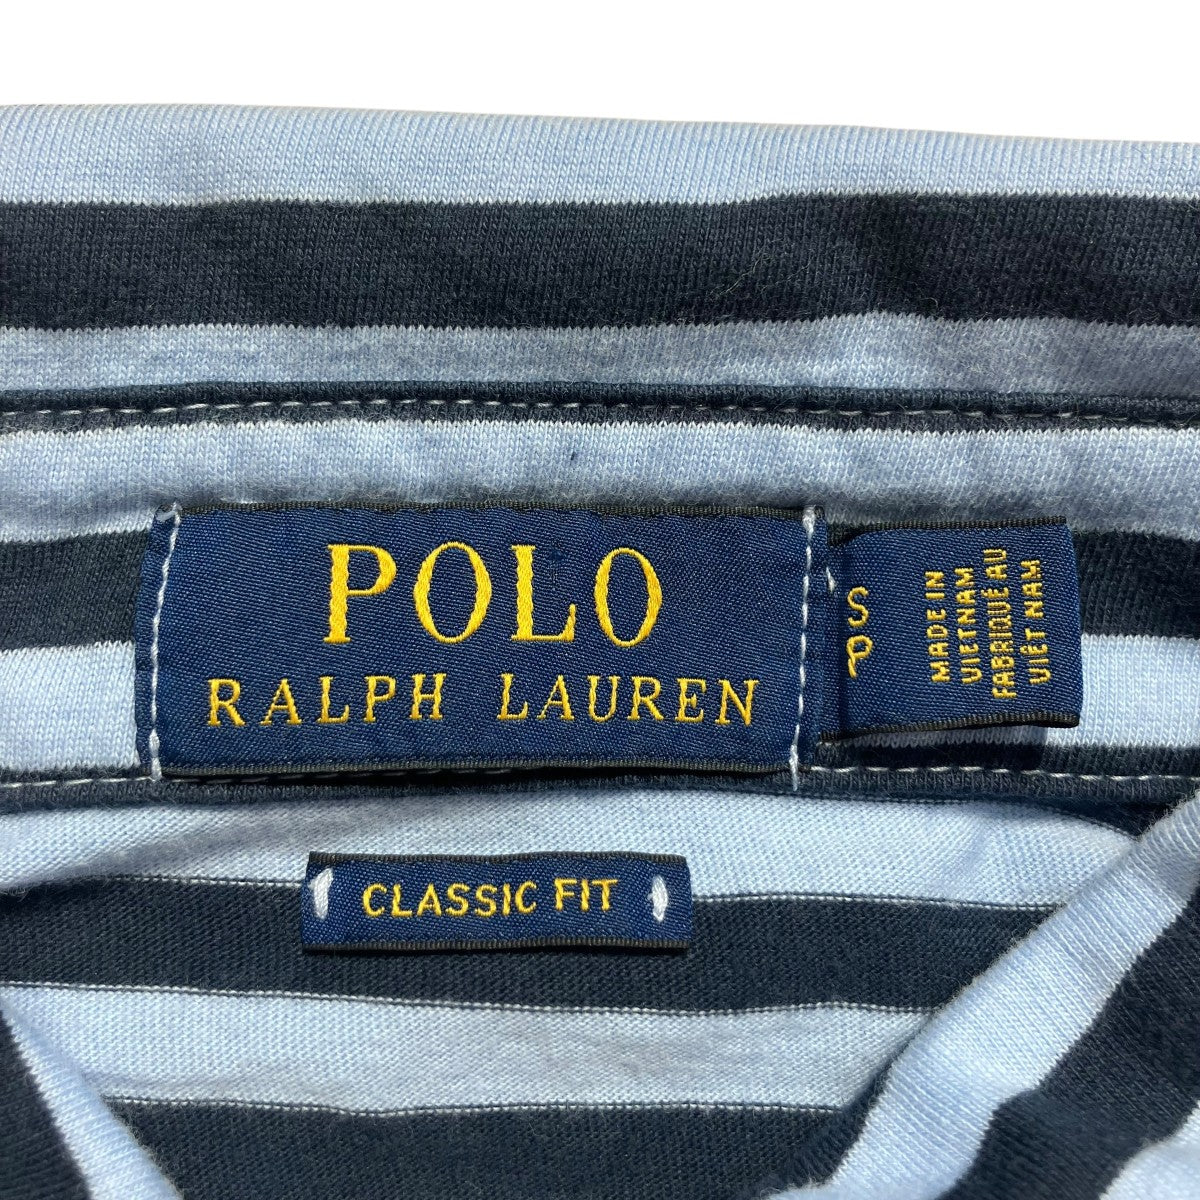 POLO
RALPH LAUREN
S
P
MADE IN
VIETNAM
FABRIQUÉ AU
VIÊT NAM
CLASSIC FIT